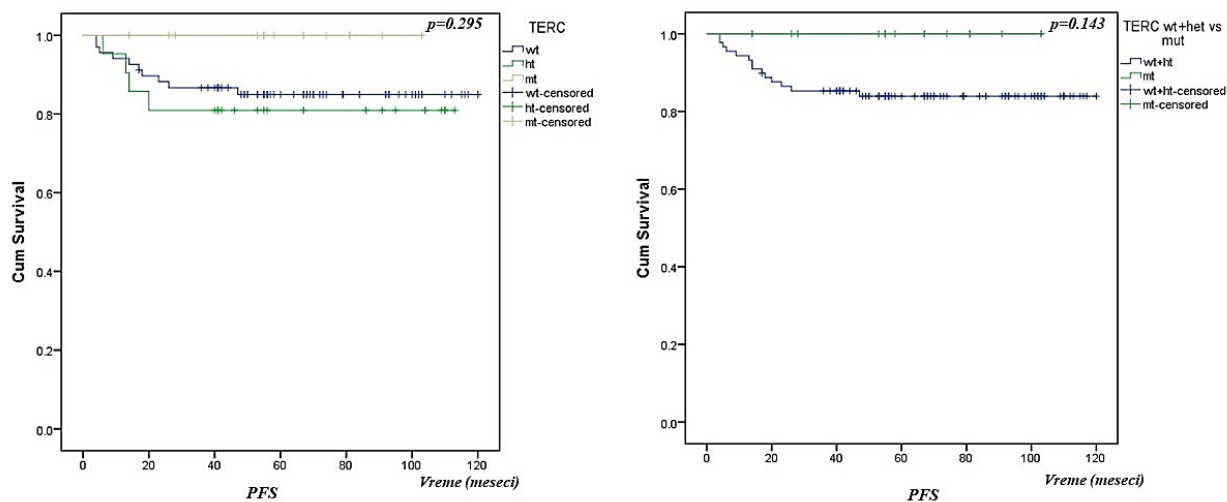 p=0.295
TERC
wt
ht
mt
wt-censored
ht-censored
mt-censored
1.0
0.8
0.6
0.4
0.2
0.0
Cum Survival
0 20 40 60 80 100 120
PFS
Vreme (meseci)
p=0.143
TERC wt+het vs
mut
wt+ht
mt
wt+ht-censored
mt-censored
1.0
0.8
0.6
0.4
0.2
0.0
Cum Survival
0 20 40 60 80 100 120
PFS
Vreme (meseci)